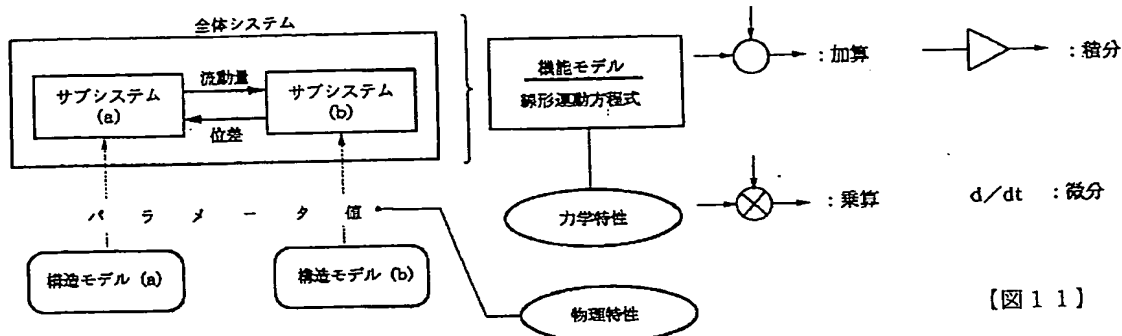 全体システム
サブシステム
(a)
流動量
位差
サブシステム
(b)
機能モデル
線形運動方程式
:加算
:積分
力学特性
:乗算
d/dt :微分
パラメータ値
構造モデル (a)
構造モデル (b)
物理特性
【図11】